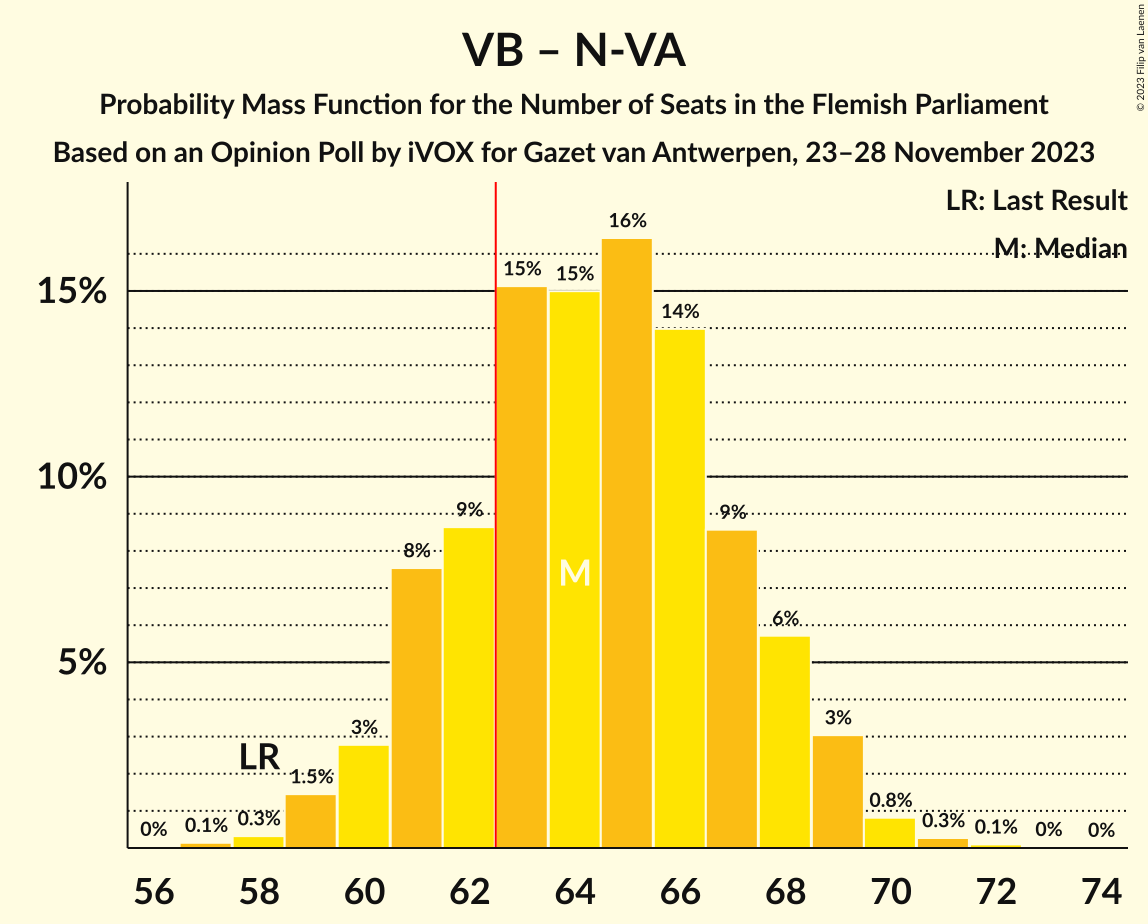 VB – N-VA
Probability Mass Function for the Number of Seats in the Flemish Parliament
Based on an Opinion Poll by iVOX for Gazet van Antwerpen, 23–28 November 2023
© 2023 Filip van Laenen
LR: Last Result
M: Median
15%
10%
5%
0%
0.1%
0.3%
LR
1.5%
3%
8%
9%
15%
15%
M
16%
14%
9%
6%
3%
0.8%
0.3%
0.1%
0%
0%
56 58 60 62 64 66 68 70 72 74